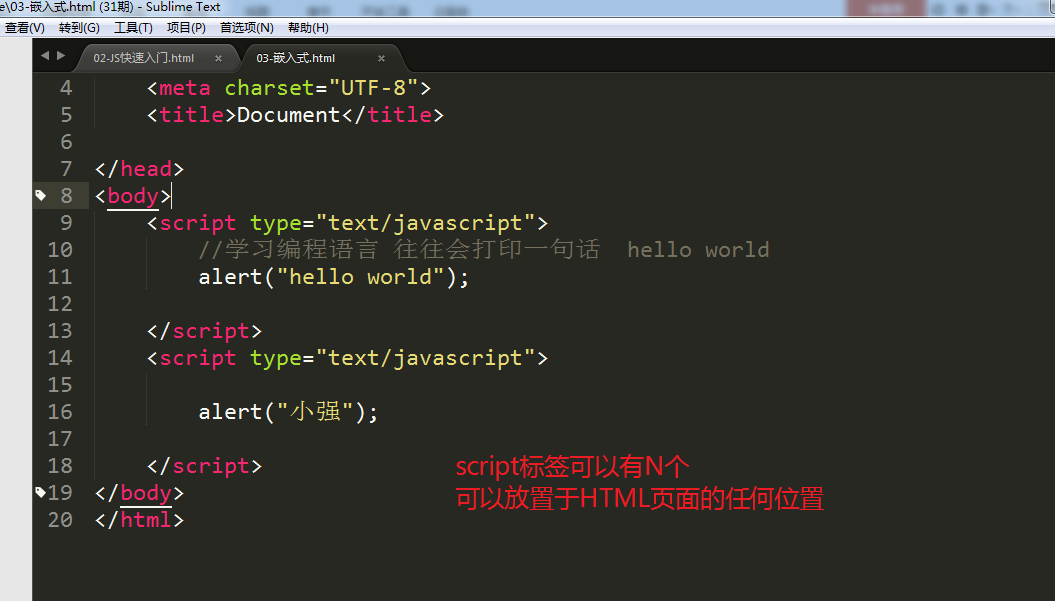 e\03-嵌入式.html (31期) - Sublime Text
查看(V) 转到(G) 工具(T) 项目(P) 首选项(N) 帮助(H)
02-JS快速入门.html × 03-嵌入式.html ×
4 <meta charset="UTF-8">
5 <title>Document</title>
6
7 </head>
8 <body>
9 <script type="text/javascript">
10 //学习编程语言 往往会打印一句话 hello world
11 alert("hello world");
12
13 </script>
14 <script type="text/javascript">
15
16 alert("小强");
17
18 </script>
script标签可以有N个
19 </body>
可以放置于HTML页面的任何位置
20 </html>